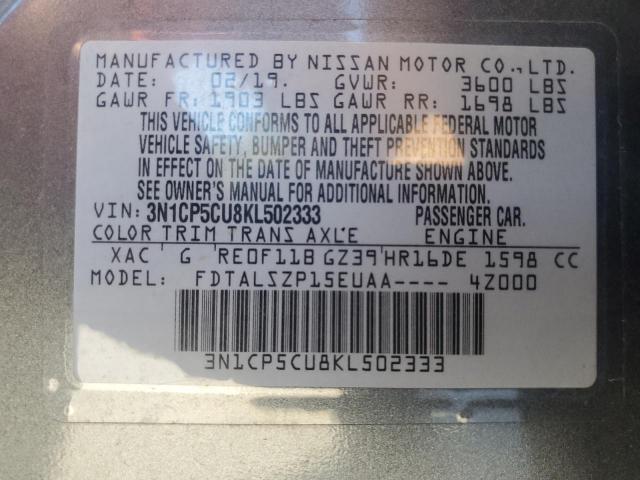 MANUFACTURED BY NISSAN MOTOR CO., LTD.
DATE: 02/19. GVWR: 3600 LBS
GAWR FR: 1903 LBS GAWR RR: 1698 LBS
THIS VEHICLE CONFORMS TO ALL APPLICABLE FEDERAL MOTOR
VEHICLE SAFETY, BUMPER AND THEFT PREVENTION STANDARDS
IN EFFECT ON THE DATE OF MANUFACTURE SHOWN ABOVE.
SEE OWNER'S MANUAL FOR ADDITIONAL INFORMATION.
VIN: 3N1CP5CU8KL502333 PASSENGER CAR.
COLOR TRIM TRANS AXLE ENGINE
XAC G RE0F11B GZ39 HR16DE 1598 CC
MODEL: FDTALSZP15EUAA---- 4Z000
3N1CP5CU8KL502333